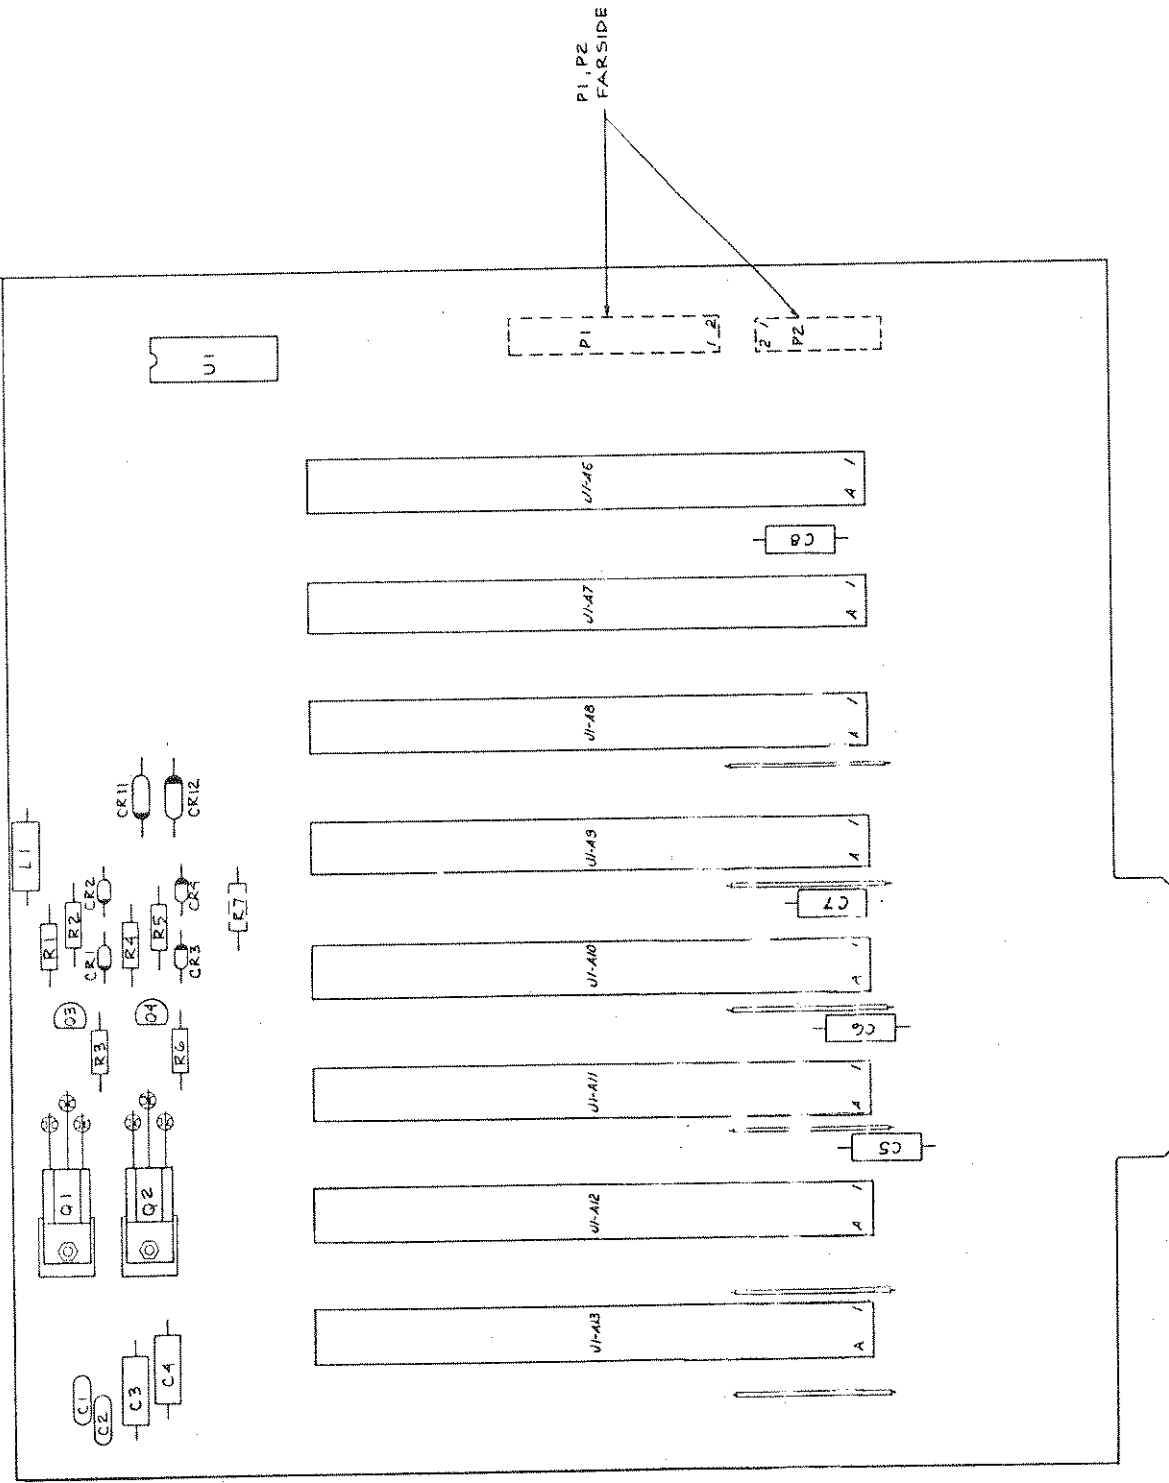 P1, P2
FARSIDE
P1
1 2
2 1
P2
U1
J1-A6
A 1
C8
J1-A7
A 1
J1-A8
A 1
CR11
CR12
L1
J1-A9
A 1
C7
R1
R2
CR2
CR1
R4
R5
CR4
CR3
R7
J1-A10
A 1
C6
Q3
Q4
R3
R6
J1-A11
A 1
C5
Q1
Q2
J1-A12
A 1
J1-A13
A 1
C1
C2
C3
C4